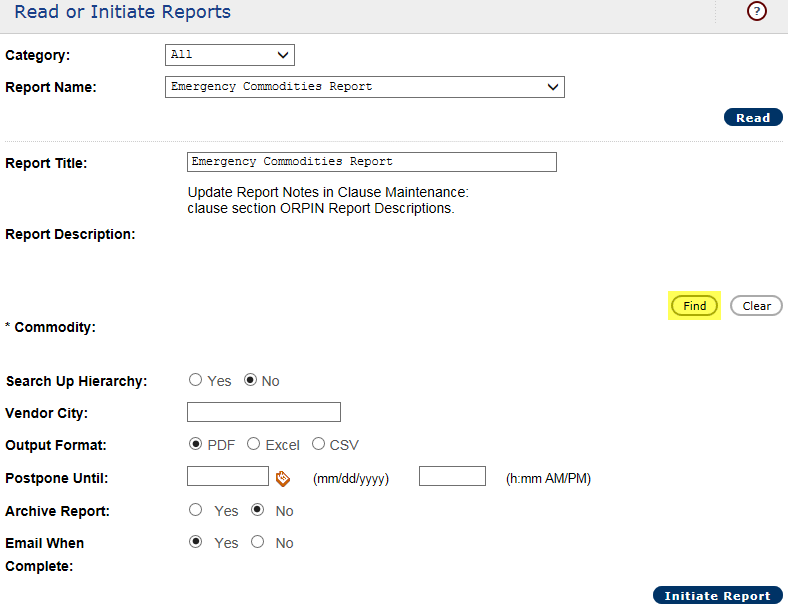 Read or Initiate Reports ?
Category: All
Report Name: Emergency Commodities Report
Read
Report Title: Emergency Commodities Report
Update Report Notes in Clause Maintenance:
clause section ORPIN Report Descriptions.
Report Description:
Find Clear
* Commodity:
Search Up Hierarchy: Yes No
Vendor City:
Output Format: PDF Excel CSV
Postpone Until: (mm/dd/yyyy) (h:mm AM/PM)
Archive Report: Yes No
Email When Yes No
Complete:
Initiate Report